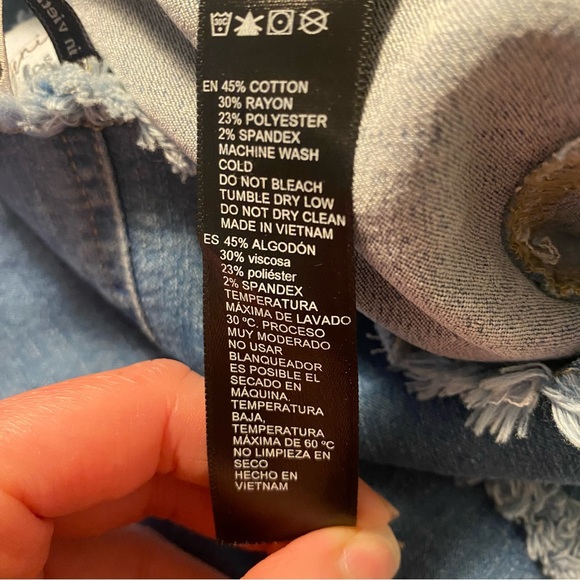 30C
EN 45% COTTON
30% RAYON
23% POLYESTER
2% SPANDEX
MACHINE WASH
COLD
DO NOT BLEACH
TUMBLE DRY LOW
DO NOT DRY CLEAN
MADE IN VIETNAM
ES 45% ALGODÓN
30% viscosa
23% poliéster
2% SPANDEX
TEMPERATURA
MÁXIMA DE LAVADO
30 ºC. PROCESO
MUY MODERADO
NO USAR
BLANQUEADOR
ES POSIBLE EL
SECADO EN
MÁQUINA.
TEMPERATURA
BAJA,
TEMPERATURA
MÁXIMA DE 60 ºC
NO LIMPIEZA EN
SECO
HECHO EN
VIETNAM